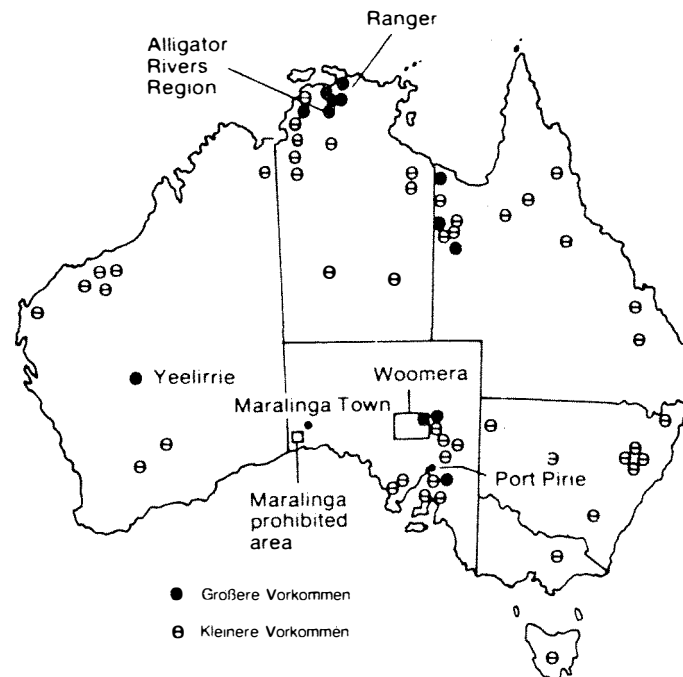 Ranger
Alligator
Rivers
Region
Yeelirrie
Woomera
Maralinga Town
Port Pirie
Maralinga
prohibited
area
Größere Vorkommen
Kleinere Vorkommen